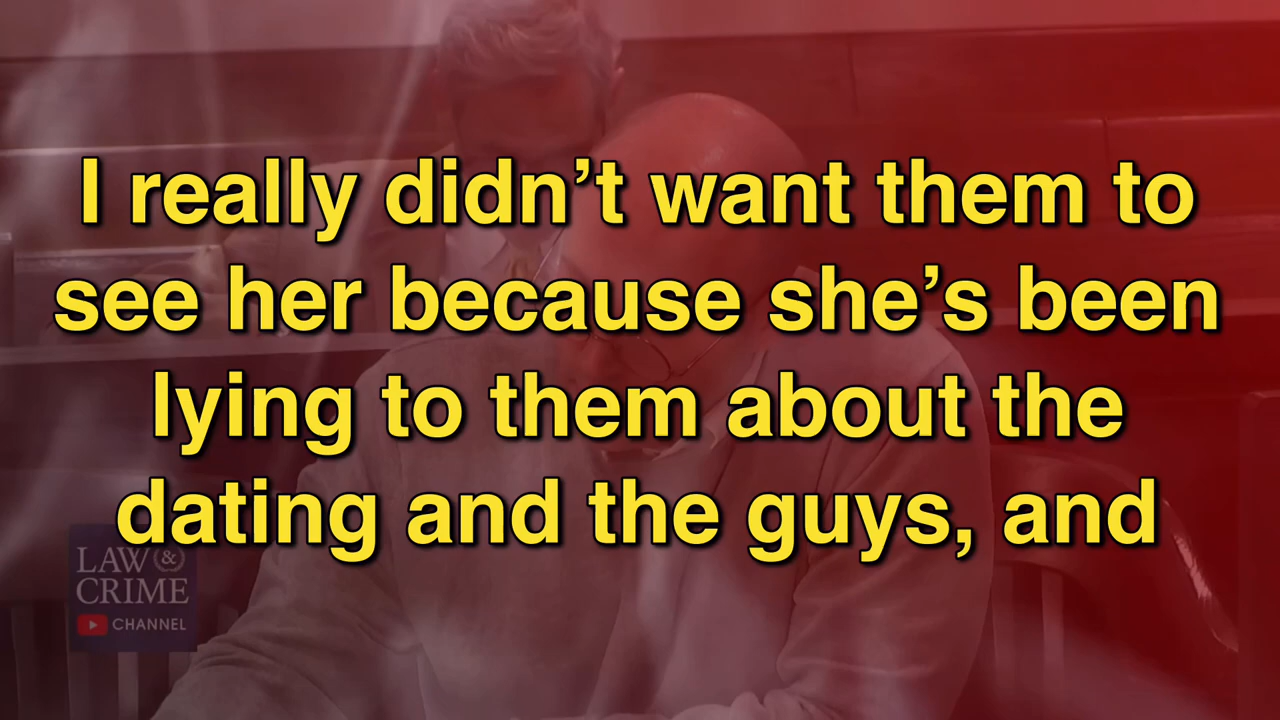 I really didn’t want them to
see her because she’s been
lying to them about the
dating and the guys, and
LAW &
CRIME
CHANNEL